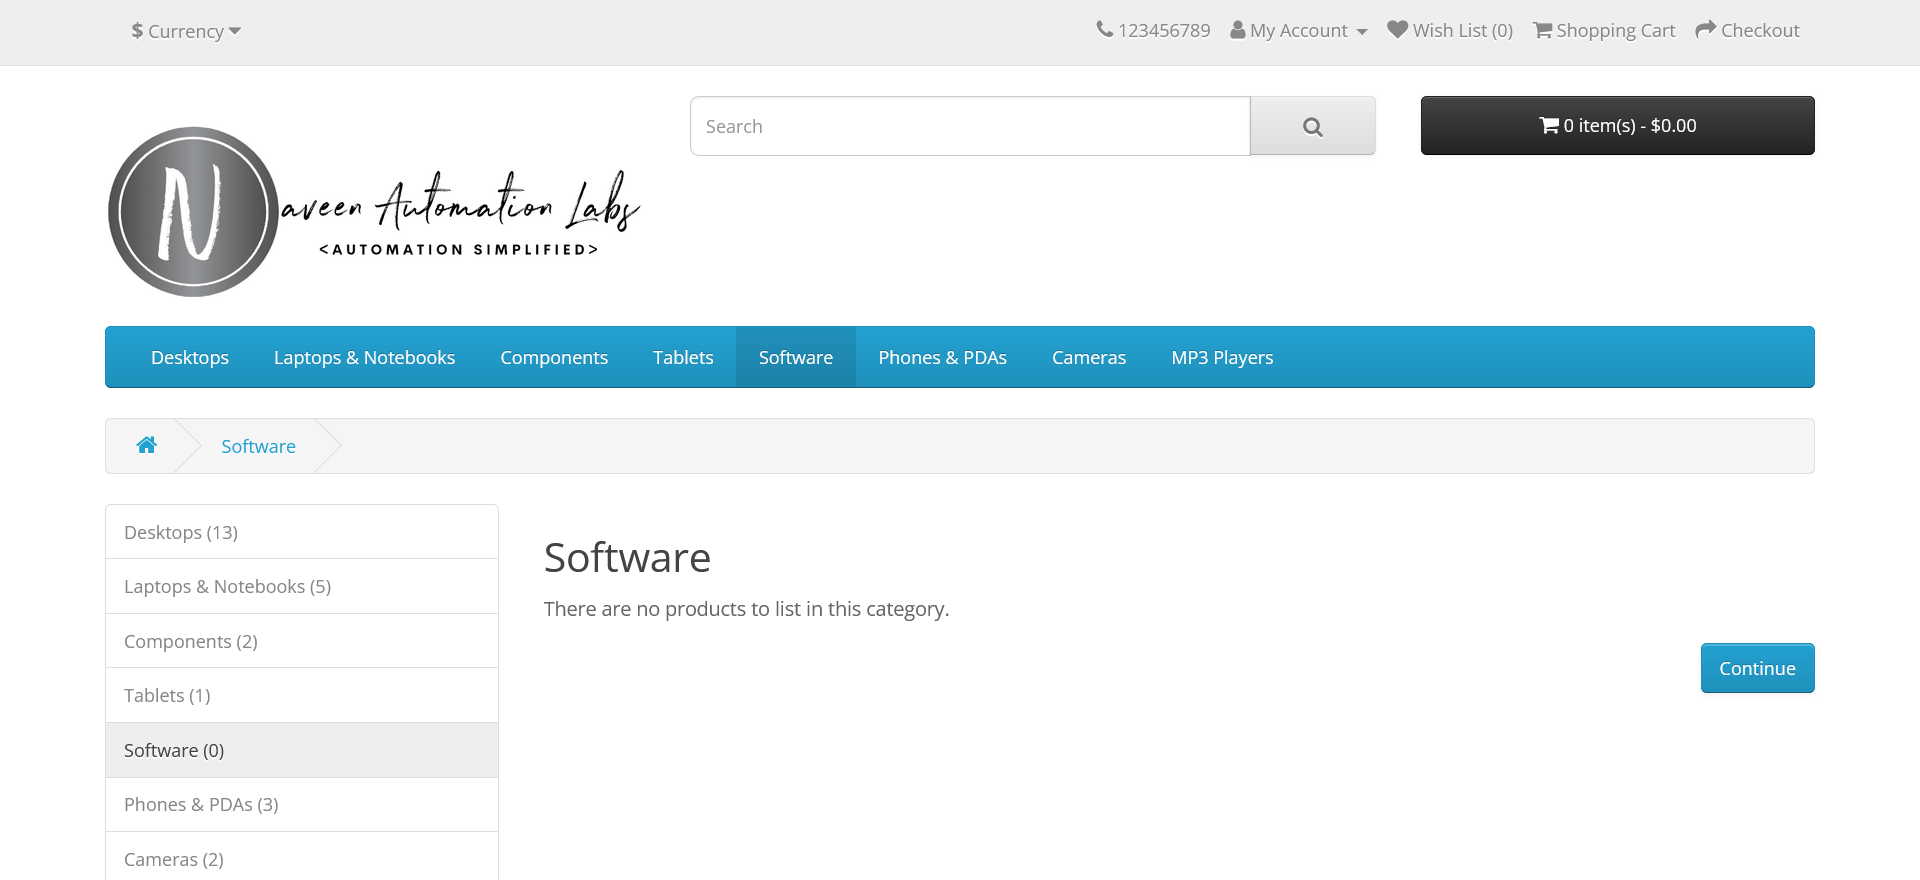 $ Currency
123456789 My Account Wish List (0) Shopping Cart Checkout
Search
0 item(s) - $0.00
Naveen Automation Labs
<AUTOMATION SIMPLIFIED>
Desktops Laptops & Notebooks Components Tablets Software Phones & PDAs Cameras MP3 Players
Software
Desktops (13)
Laptops & Notebooks (5)
Components (2)
Tablets (1)
Software (0)
Phones & PDAs (3)
Cameras (2)
Software
There are no products to list in this category.
Continue